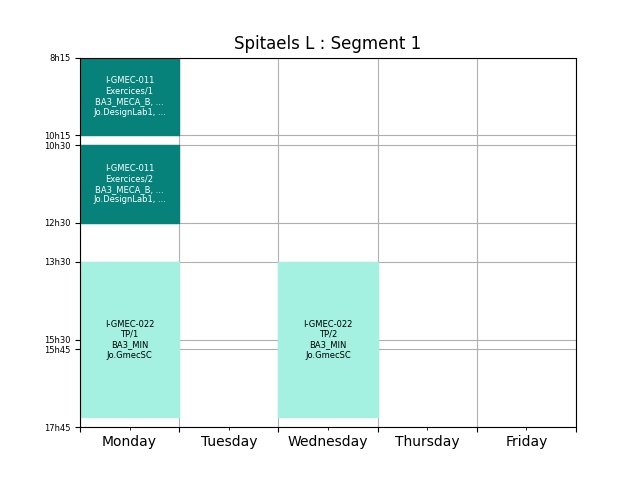 Spitaels L : Segment 1
8h15
I-GMEC-011
Exercices/1
BA3_MECA_B, ...
Jo.DesignLab1, ...
10h15
10h30
I-GMEC-011
Exercices/2
BA3_MECA_B, ...
Jo.DesignLab1, ...
12h30
13h30
I-GMEC-022
TP/1
BA3_MIN
Jo.GmecSC
I-GMEC-022
TP/2
BA3_MIN
Jo.GmecSC
15h30
15h45
17h45
Monday Tuesday Wednesday Thursday Friday